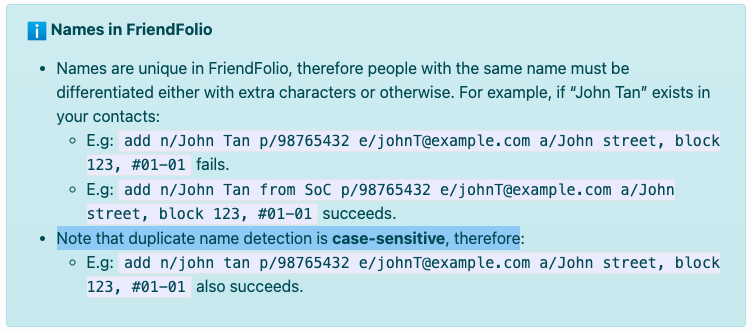 Names in FriendFolio
• Names are unique in FriendFolio, therefore people with the same name must be
differentiated either with extra characters or otherwise. For example, if “John Tan” exists in
your contacts:
◦ E.g: add n/John Tan p/98765432 e/johnT@example.com a/John street, block
123, #01-01 fails.
◦ E.g: add n/John Tan from SoC p/98765432 e/johnT@example.com a/John
street, block 123, #01-01 succeeds.
• Note that duplicate name detection is case-sensitive, therefore:
◦ E.g: add n/john tan p/98765432 e/johnT@example.com a/John street, block
123, #01-01 also succeeds.